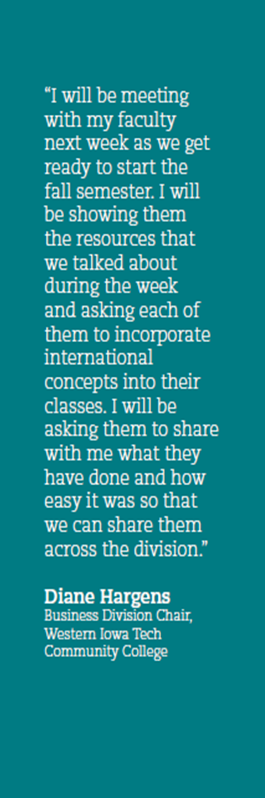 “I will be meeting
with my faculty
next week as we get
ready to start the
fall semester. I will
be showing them
the resources that
we talked about
during the week
and asking each of
them to incorporate
international
concepts into their
classes. I will be
asking them to share
with me what they
have done and how
easy it was so that
we can share them
across the division.”
Diane Hargens
Business Division Chair,
Western Iowa Tech
Community College